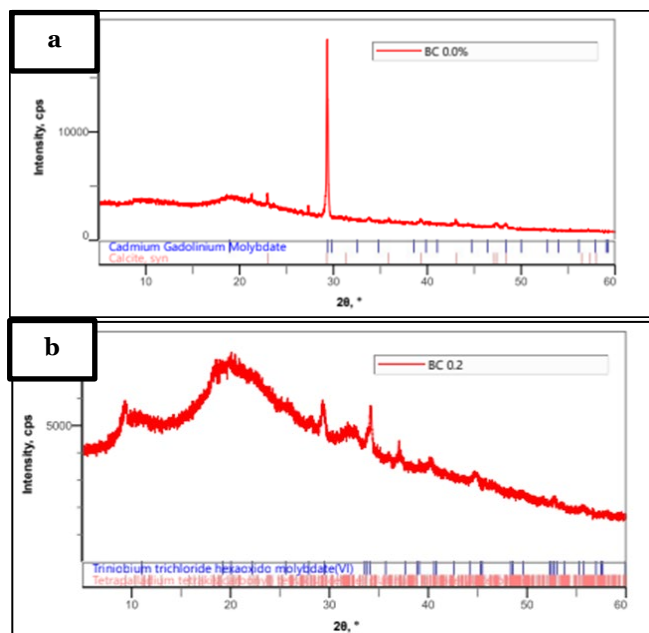 a
BC 0.0%
Intensity, cps
10000
0
Cadmium Gadolinium Molybdate
Calcite, syn
10
20
30
40
50
60
2θ, °
b
BC 0.2
Intensity, cps
5000
Triniobium trichloride hexaoxido molybdate(VI)
10
20
30
40
50
60
2θ, °